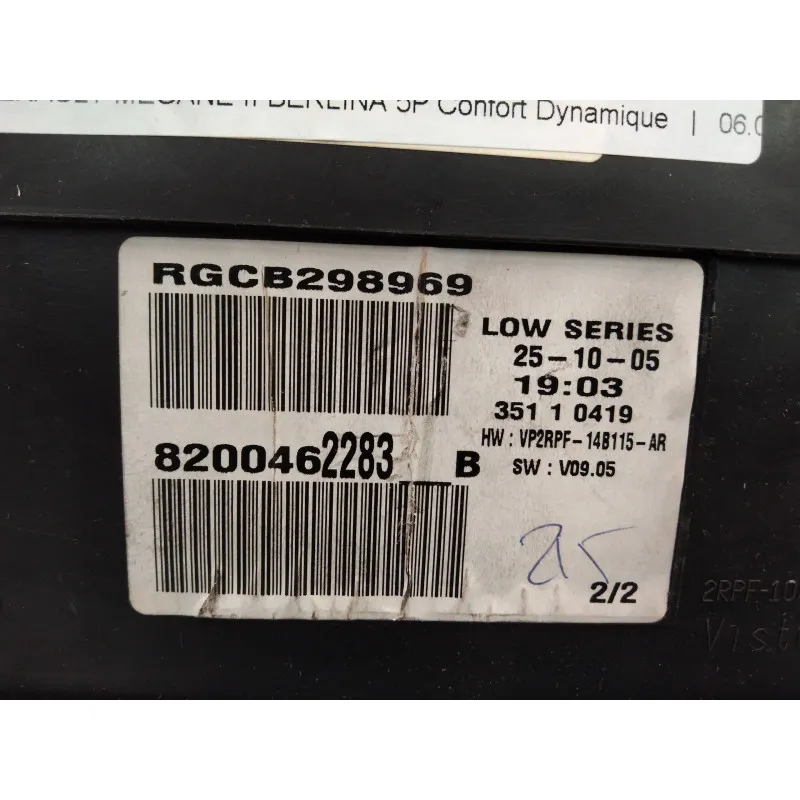 MEGANE II BERLINA 5P Confort Dynamique | 06.0
RGCB298969
LOW SERIES
25-10-05
19:03
351 1 0419
HW : VP2RPF-14B115-AR
8200462283__B
SW : V09.05
25
2/2
2RPF-10
Vist